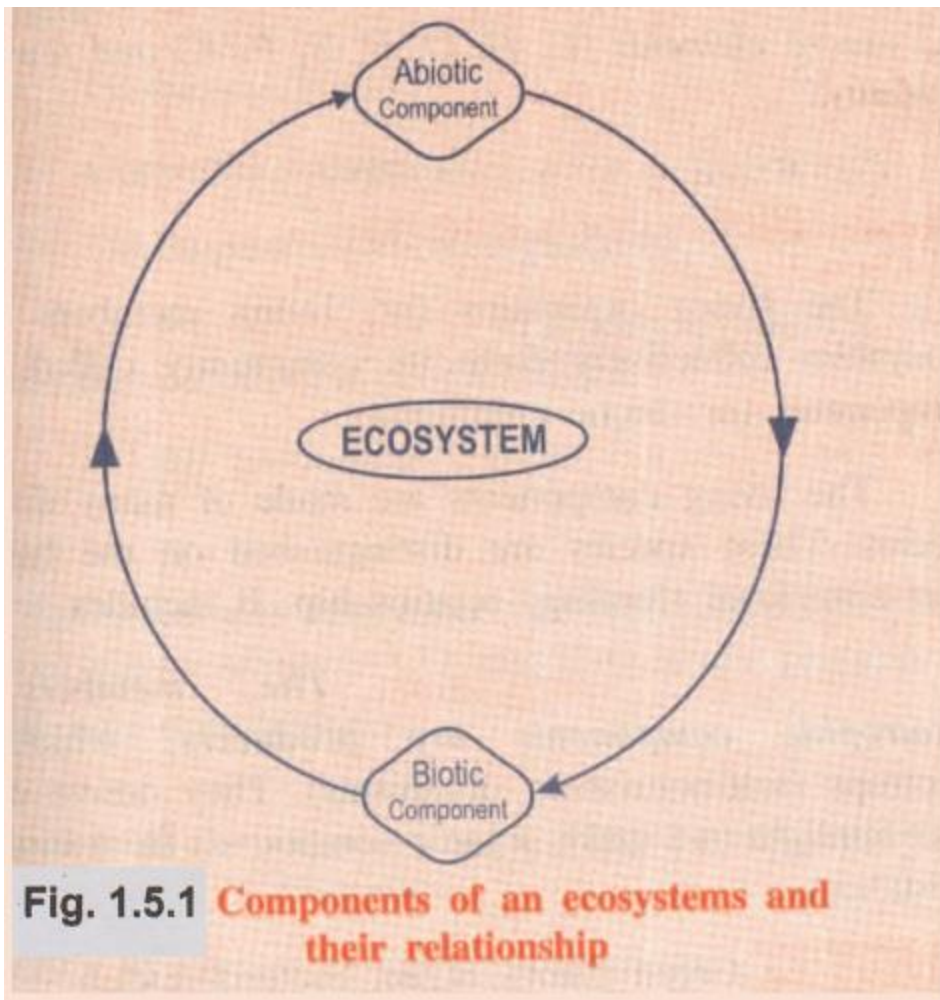 Abiotic
Component
ECOSYSTEM
Biotic
Component
Fig. 1.5.1 Components of an ecosystems and
their relationship